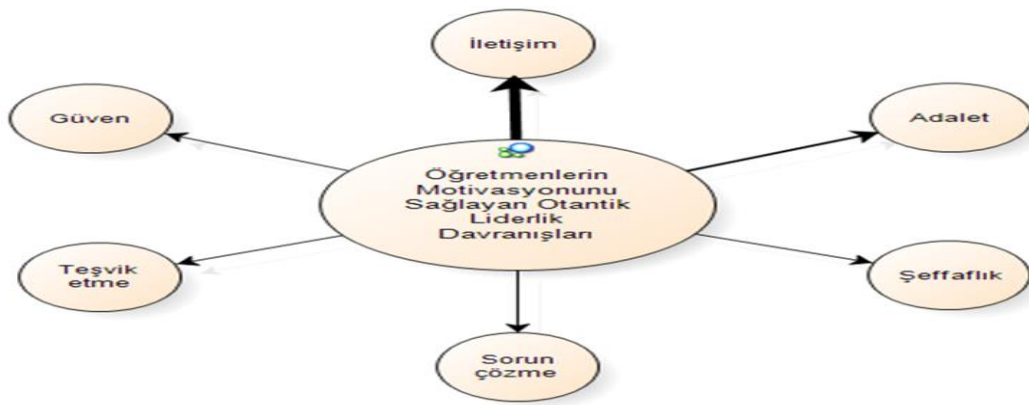 İletişim
Güven
Adalet
Öğretmenlerin
Motivasyonunu
Sağlayan Otantik
Liderlik
Davranışları
Teşvik
etme
Şeffaflık
Sorun
çözme